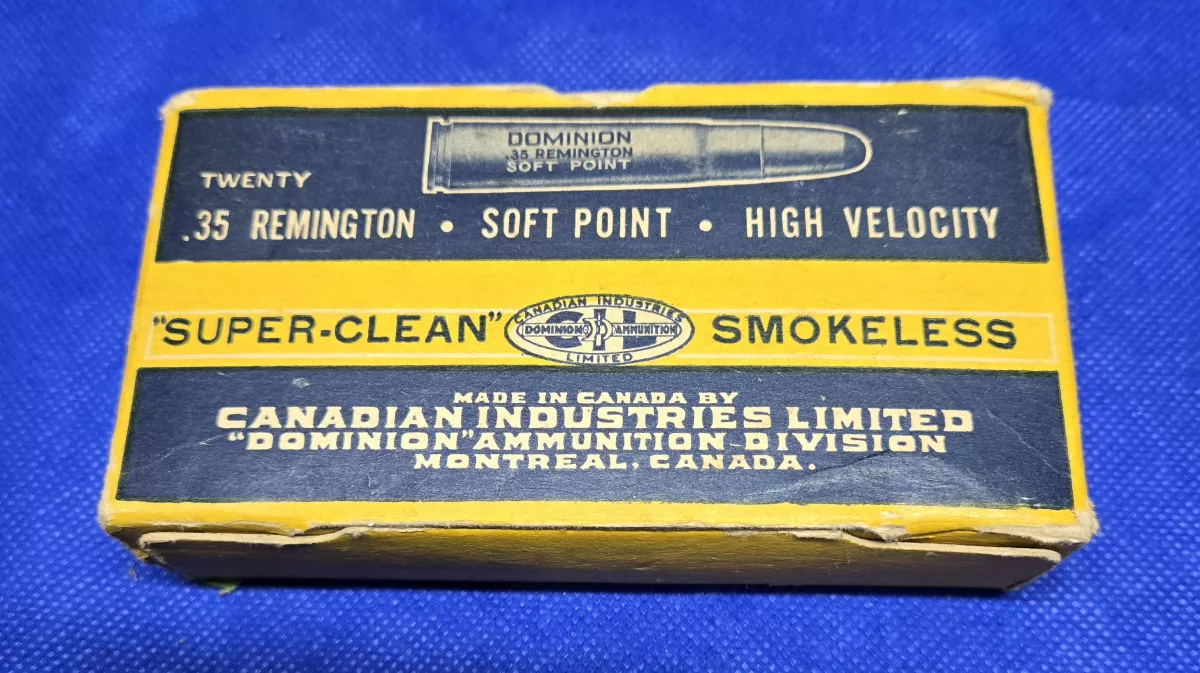 DOMINION
.35 REMINGTON
SOFT POINT
TWENTY
.35 REMINGTON • SOFT POINT • HIGH VELOCITY
"SUPER-CLEAN" CANADIAN INDUSTRIES SMOKELESS
CIL
DOMINION AMMUNITION
LIMITED
MADE IN CANADA BY
CANADIAN INDUSTRIES LIMITED
"DOMINION" AMMUNITION DIVISION
MONTREAL, CANADA.